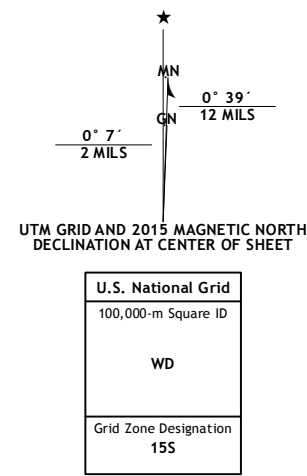 ★
MN
GN
0° 39´
12 MILS
0° 7´
2 MILS
UTM GRID AND 2015 MAGNETIC NORTH
DECLINATION AT CENTER OF SHEET
U.S. National Grid
100,000-m Square ID
WD
Grid Zone Designation
15S